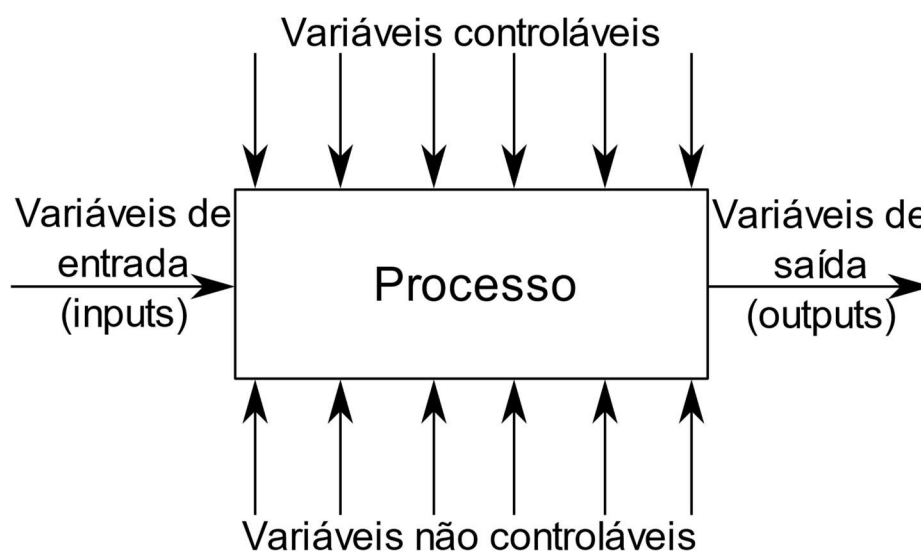 Variáveis controláveis
Variáveis de
entrada
(inputs)
Processo
Variáveis de
saída
(outputs)
Variáveis não controláveis